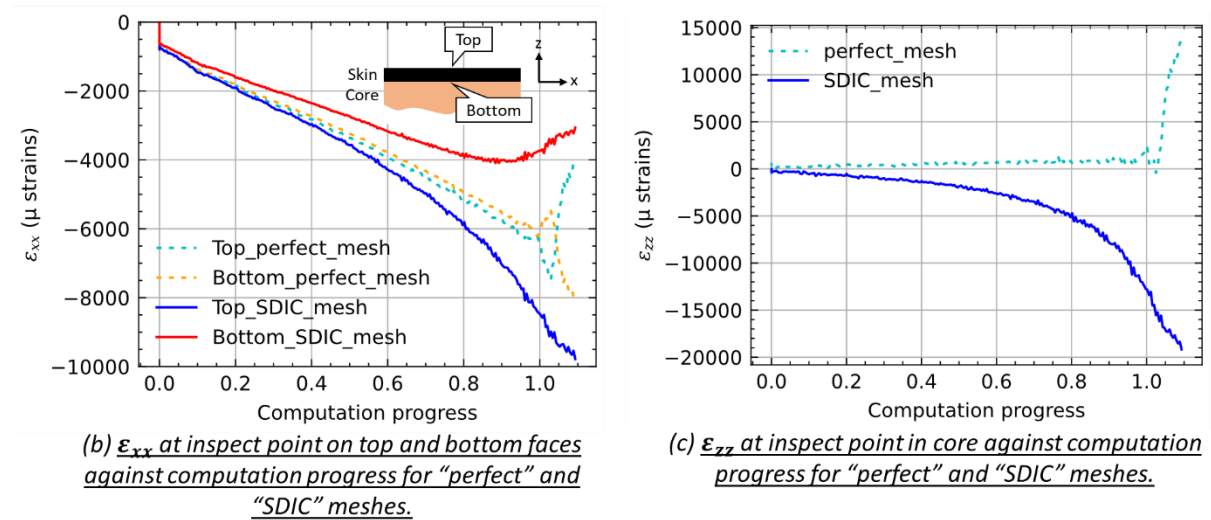 0
−2000
−4000
−6000
−8000
−10000
εxx (μ strains)
Top
Skin
Core
Bottom
z
x
Top_perfect_mesh
Bottom_perfect_mesh
Top_SDIC_mesh
Bottom_SDIC_mesh
0.0 0.2 0.4 0.6 0.8 1.0
Computation progress
(b) εxx at inspect point on top and bottom faces
against computation progress for “perfect” and
“SDIC” meshes.
15000
10000
5000
0
−5000
−10000
−15000
−20000
εzz (μ strains)
perfect_mesh
SDIC_mesh
0.0 0.2 0.4 0.6 0.8 1.0
Computation progress
(c) εzz at inspect point in core against computation
progress for “perfect” and “SDIC” meshes.